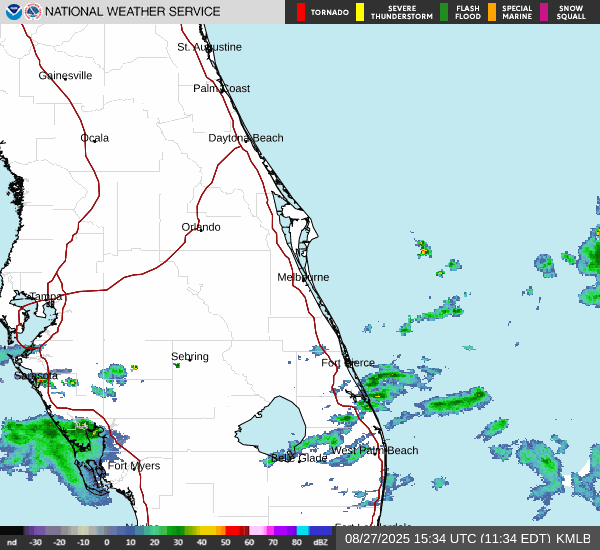 NATIONAL WEATHER SERVICE
TORNADO
SEVERE THUNDERSTORM
FLASH FLOOD
SPECIAL MARINE
SNOW SQUALL
St. Augustine
Gainesville
Palm Coast
Ocala
Daytona Beach
Orlando
Melbourne
Tampa
Sebring
Fort Pierce
Sarasota
West Palm Beach
Belle Glade
Fort Myers
nd -30 -20 -10 0 10 20 30 40 50 60 70 80 dBZ
08/27/2025 15:34 UTC (11:34 EDT) KMLB